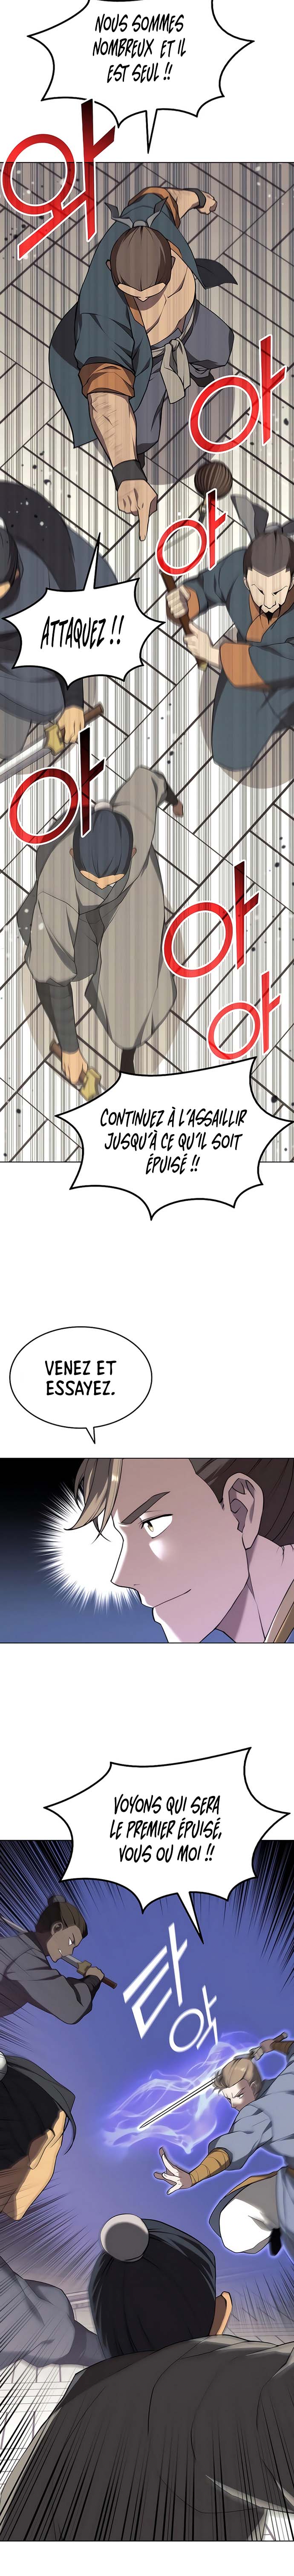 NOUS SOMMES
NOMBREUX ET IL
EST SEUL !!
와
아
아
ATTAQUEZ !!
아
아
아
CONTINUEZ À L'ASSAILLIR
JUSQU'À CE QU'IL SOIT
ÉPUISÉ !!
VENEZ ET
ESSAYEZ.
VOYONS QUI SERA
LE PREMIER ÉPUISÉ,
VOUS OU MOI !!
타
앗